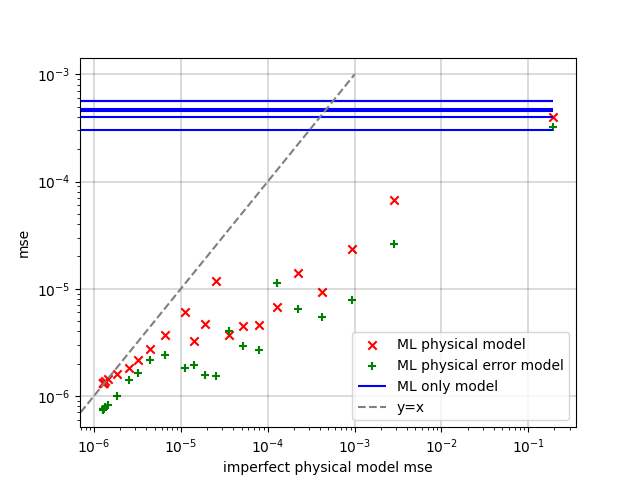 10⁻³
10⁻⁴
10⁻⁵
10⁻⁶
mse
ML physical model
ML physical error model
ML only model
y=x
10⁻⁶ 10⁻⁵ 10⁻⁴ 10⁻³ 10⁻² 10⁻¹
imperfect physical model mse